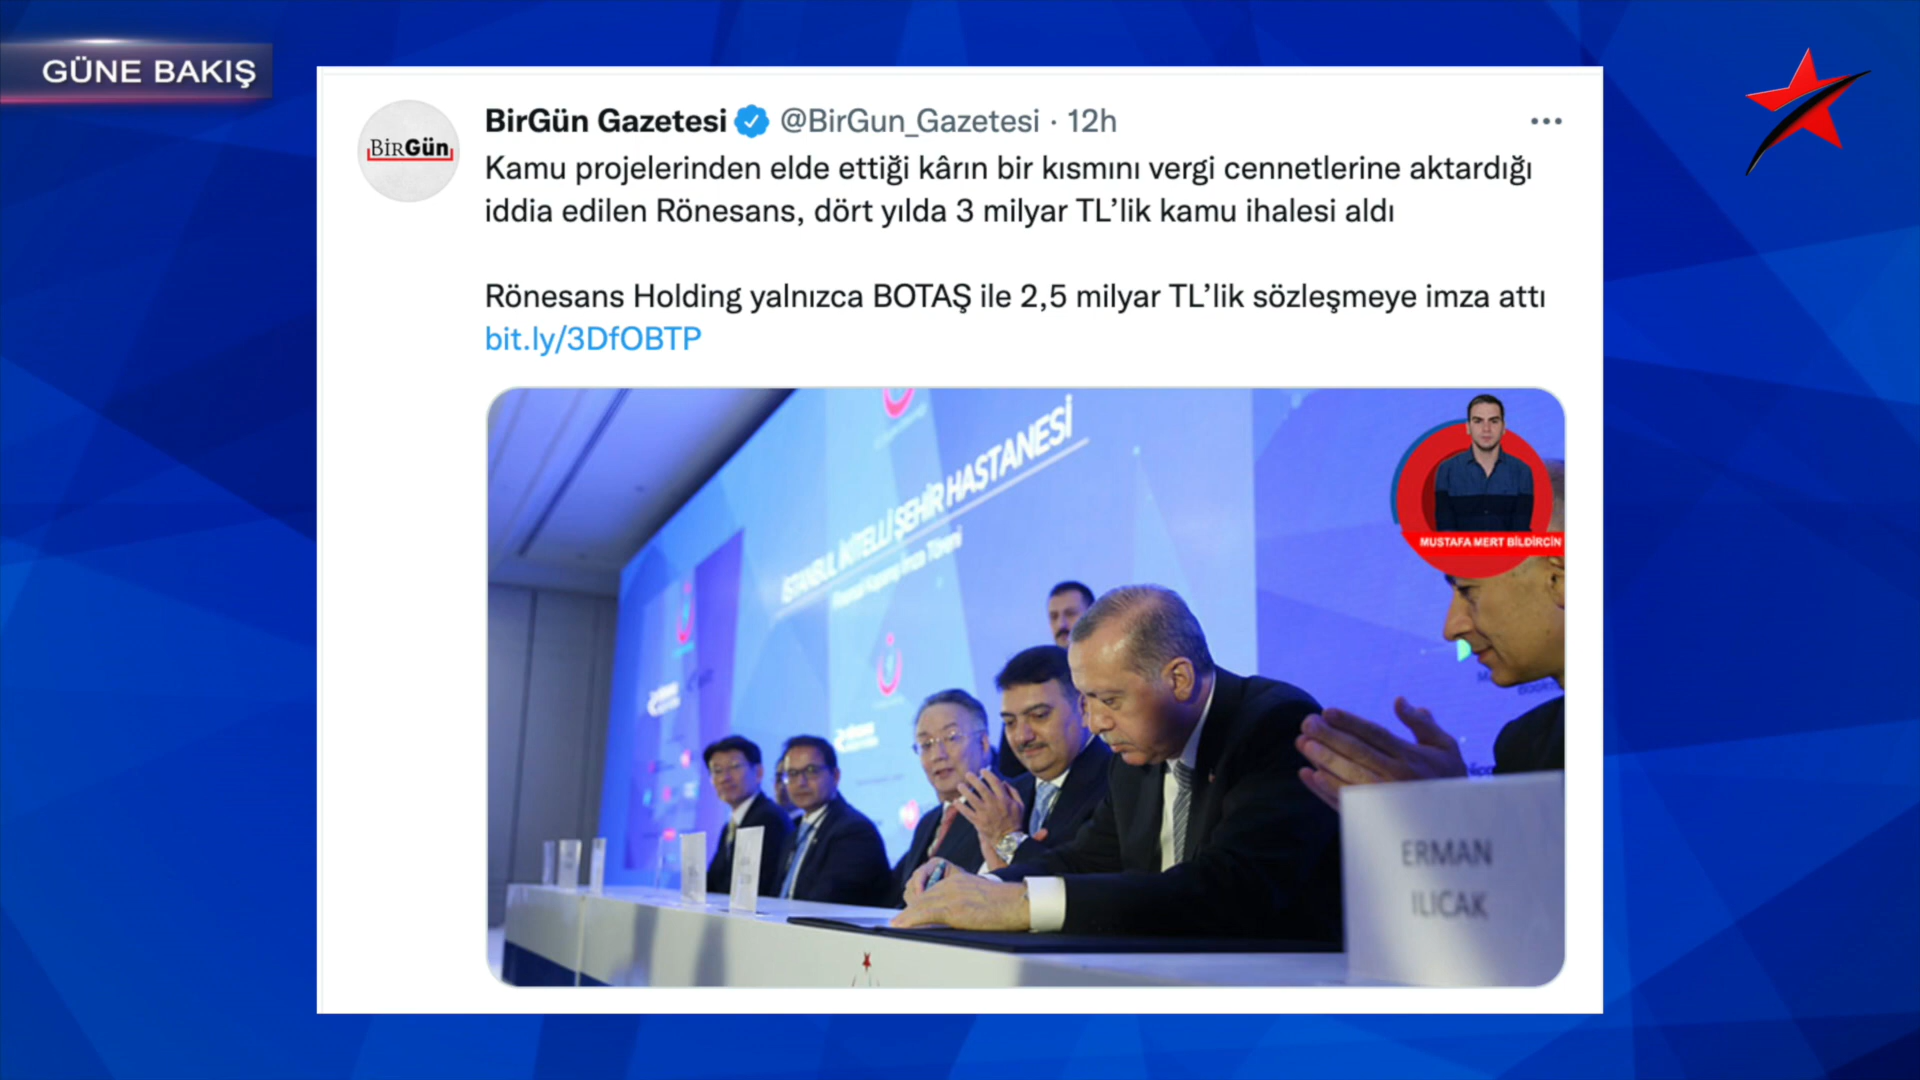 GÜNE BAKIŞ
BirGün
BirGün Gazetesi @BirGun_Gazetesi · 12h
Kamu projelerinden elde ettiği kârın bir kısmını vergi cennetlerine aktardığı
iddia edilen Rönesans, dört yılda 3 milyar TL’lik kamu ihalesi aldı
Rönesans Holding yalnızca BOTAŞ ile 2,5 milyar TL’lik sözleşmeye imza attı
bit.ly/3DfOBTP
İSTANBUL İKİTELLİ ŞEHİR HASTANESİ
MUSTAFA MERT BİLDİRCİN
ERMAN
ILICAK